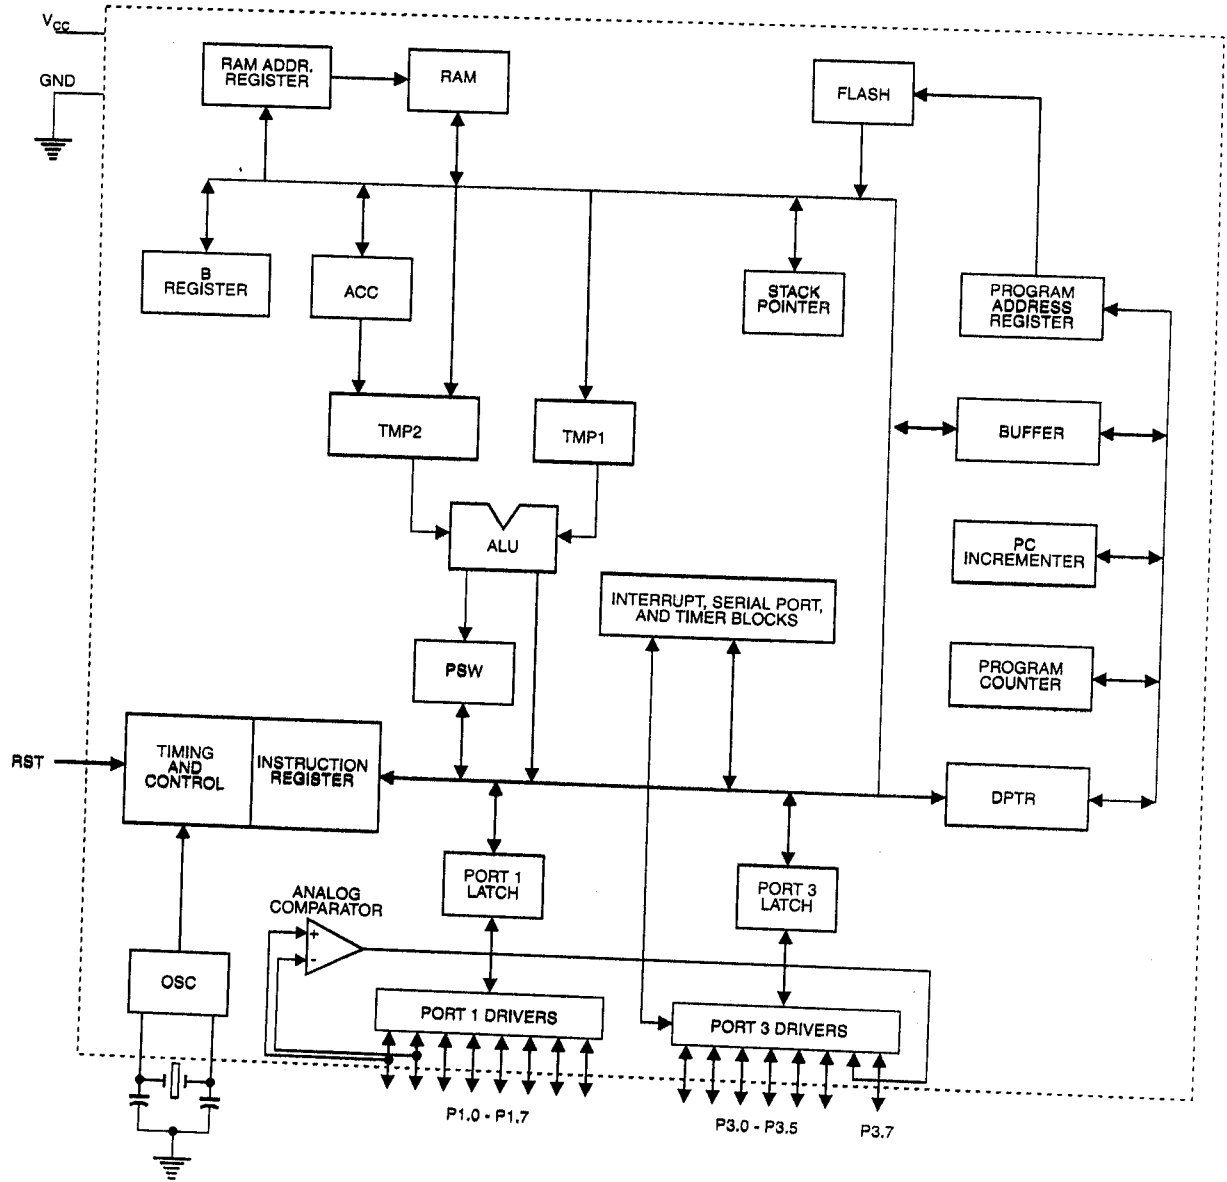 VCC
GND
RAM ADDR.
REGISTER
RAM
FLASH
B
REGISTER
ACC
STACK
POINTER
PROGRAM
ADDRESS
REGISTER
TMP2
TMP1
BUFFER
ALU
PC
INCREMENTER
INTERRUPT, SERIAL PORT,
AND TIMER BLOCKS
PSW
PROGRAM
COUNTER
RST
TIMING
AND
CONTROL
INSTRUCTION
REGISTER
DPTR
PORT 1
LATCH
PORT 3
LATCH
ANALOG
COMPARATOR
+
-
OSC
PORT 1 DRIVERS
PORT 3 DRIVERS
P1.0 - P1.7
P3.0 - P3.5
P3.7